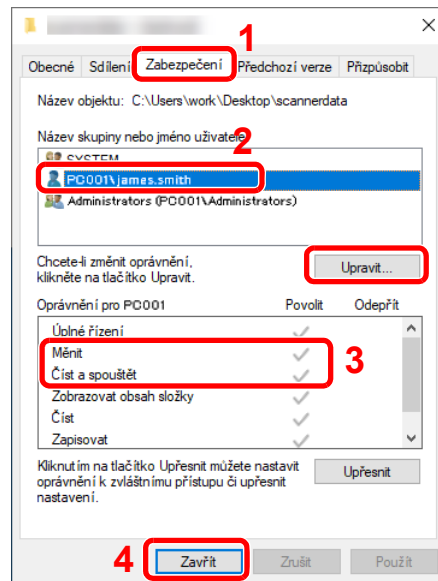 1
Obecné Sdílení Zabezpečení Předchozí verze Přizpůsobit
Název objektu: C:\Users\work\Desktop\scannerdata
Název skupiny nebo jméno uživatele
2
SYSTEM
PC001\james.smith
Administrators (PC001\Administrators)
Chcete-li změnit oprávnění,
klikněte na tlačítko Upravit.
Upravit...
Oprávnění pro PC001 Povolit Odepřít
Úplné řízení
Měnit
3
Číst a spouštět
Zobrazovat obsah složky
Číst
Zapisovat
Kliknutím na tlačítko Upřesnit můžete nastavit
oprávnění k zvláštnímu přístupu či upřesnit
nastavení.
Upřesnit
4
Zavřít Zrušit Použít